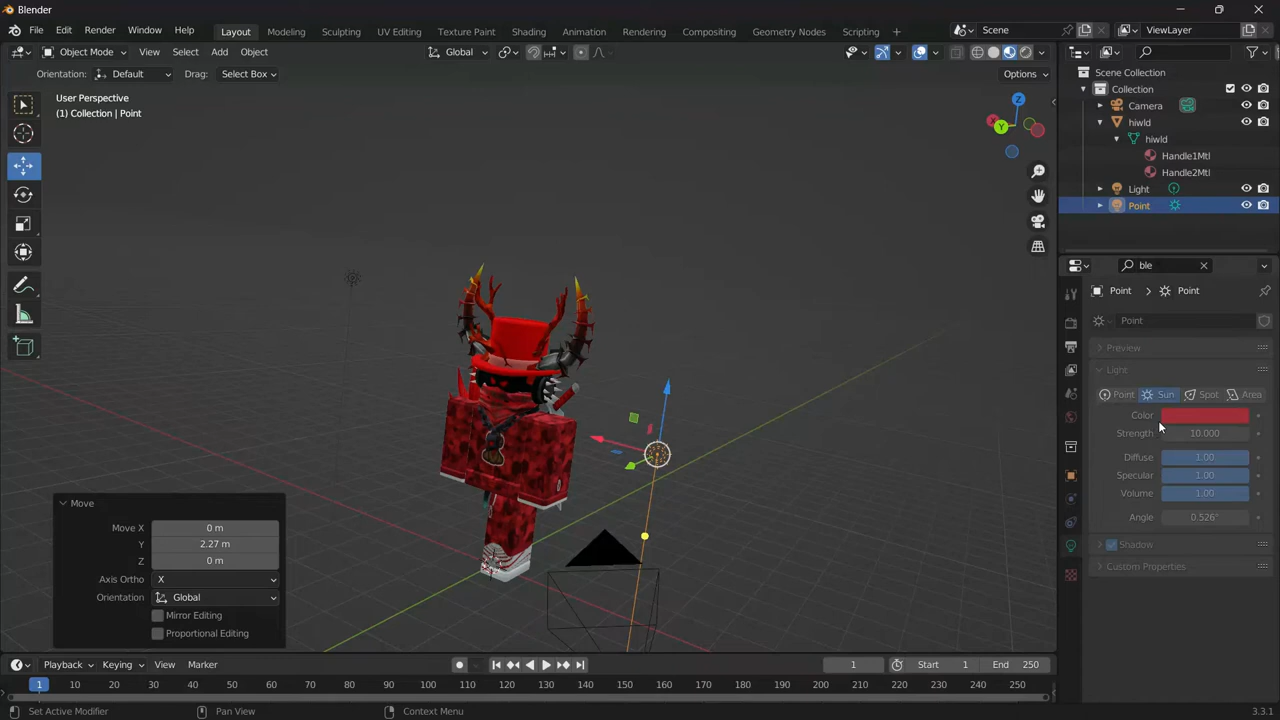 Blender
File Edit Render Window Help Layout Modeling Sculpting UV Editing Texture Paint Shading Animation Rendering Compositing Geometry Nodes Scripting + Scene ViewLayer
Object Mode View Select Add Object Global
Orientation: Default Drag: Select Box Options
User Perspective
(1) Collection | Point
Z
X
Y
Scene Collection
Collection
Camera
hiwld
hiwld
Handle1Mtl
Handle2Mtl
Light
Point
ble
Point Point
Point
Preview
Light
Point Sun Spot Area
Color
Strength 10.000
Diffuse 1.00
Specular 1.00
Volume 1.00
Angle 0.526°
Shadow
Custom Properties
Move
Move X 0 m
Y 2.27 m
Z 0 m
Axis Ortho X
Orientation Global
Mirror Editing
Proportional Editing
Playback Keying View Marker 1 Start 1 End 250
1 10 20 30 40 50 60 70 80 90 100 110 120 130 140 150 160 170 180 190 200 210 220 230 240 250
Set Active Modifier Pan View Context Menu 3.3.1